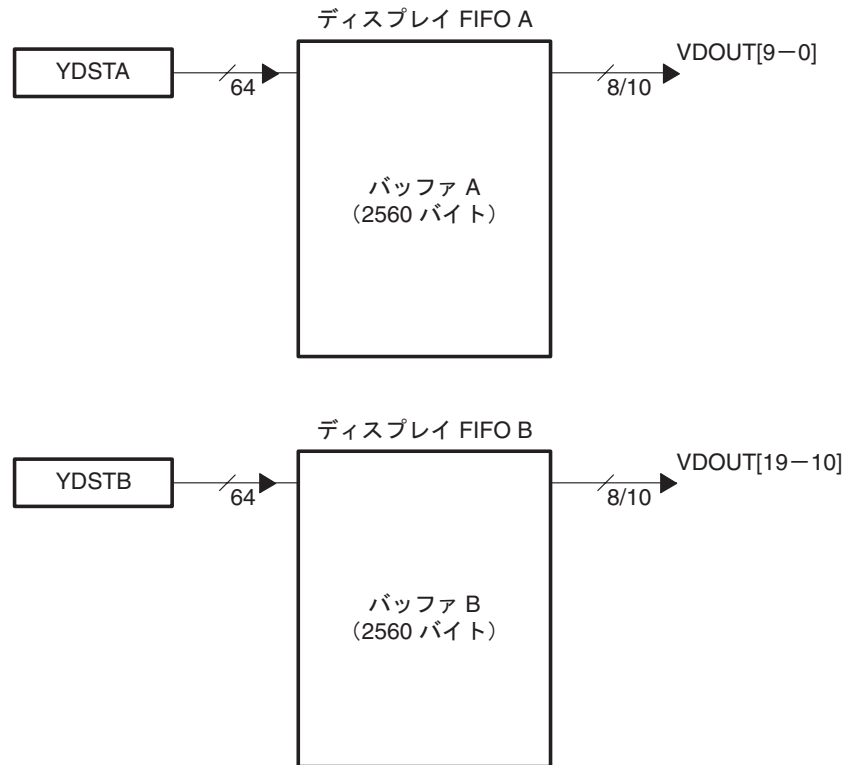 ディスプレイ FIFO A
YDSTA
64
8/10
VDOUT[9－0]
バッファ A
（2560 バイト）
ディスプレイ FIFO B
YDSTB
64
8/10
VDOUT[19－10]
バッファ B
（2560 バイト）